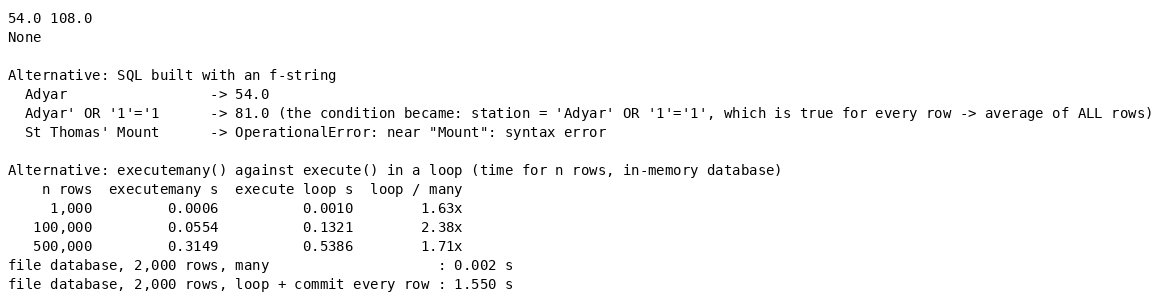 54.0 108.0
None
Alternative: SQL built with an f-string
Adyar -> 54.0
Adyar' OR '1'='1 -> 81.0 (the condition became: station = 'Adyar' OR '1'='1', which is true for every row -> average of ALL rows)
St Thomas' Mount -> OperationalError: near "Mount": syntax error
Alternative: executemany() against execute() in a loop (time for n rows, in-memory database)
n rows executemany s execute loop s loop / many
1,000 0.0006 0.0010 1.63x
100,000 0.0554 0.1321 2.38x
500,000 0.3149 0.5386 1.71x
file database, 2,000 rows, many : 0.002 s
file database, 2,000 rows, loop + commit every row : 1.550 s